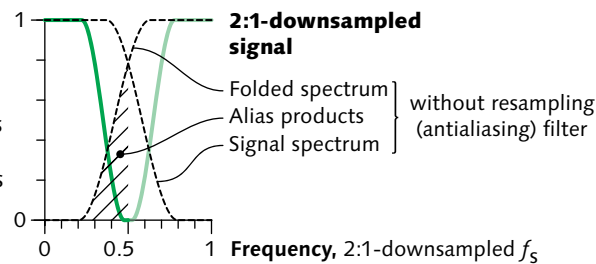 1
2:1-downsampled
signal
Folded spectrum
Alias products
Signal spectrum
without resampling
(antialiasing) filter
s
s
0
0 0.5 1 Frequency, 2:1-downsampled fS